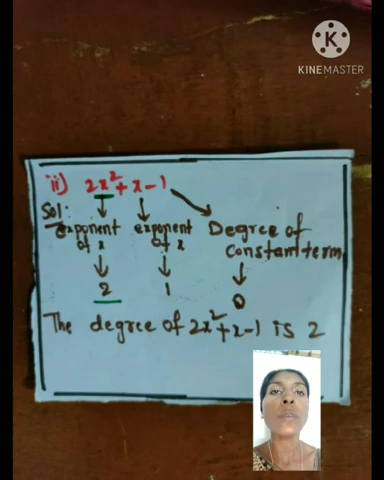 KINEMASTER
ii) 2x²+x-1
Sol:
exponent of x exponent of x Degree of constant term
2 1 0
The degree of 2x²+x-1 is 2